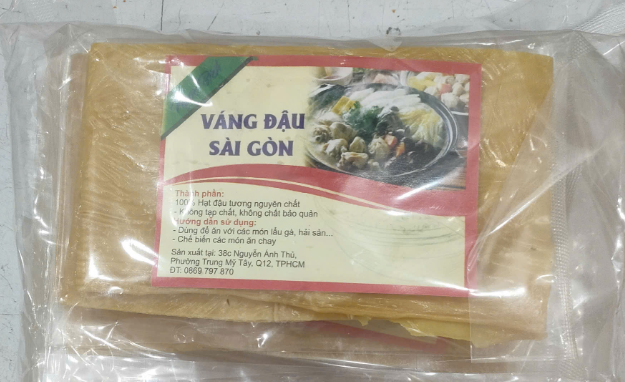 VÁNG ĐẬU
SÀI GÒN
Thành phần:
100% Hạt đậu tương nguyên chất
- Không tạp chất, không chất bảo quản
Hướng dẫn sử dụng:
- Dùng để ăn với các món lẩu gà, hải sản...
- Chế biến các món ăn chay
Sản xuất tại: 38c Nguyễn Ảnh Thủ,
Phường Trung Mỹ Tây, Q12, TPHCM
ĐT: 0869 797 870